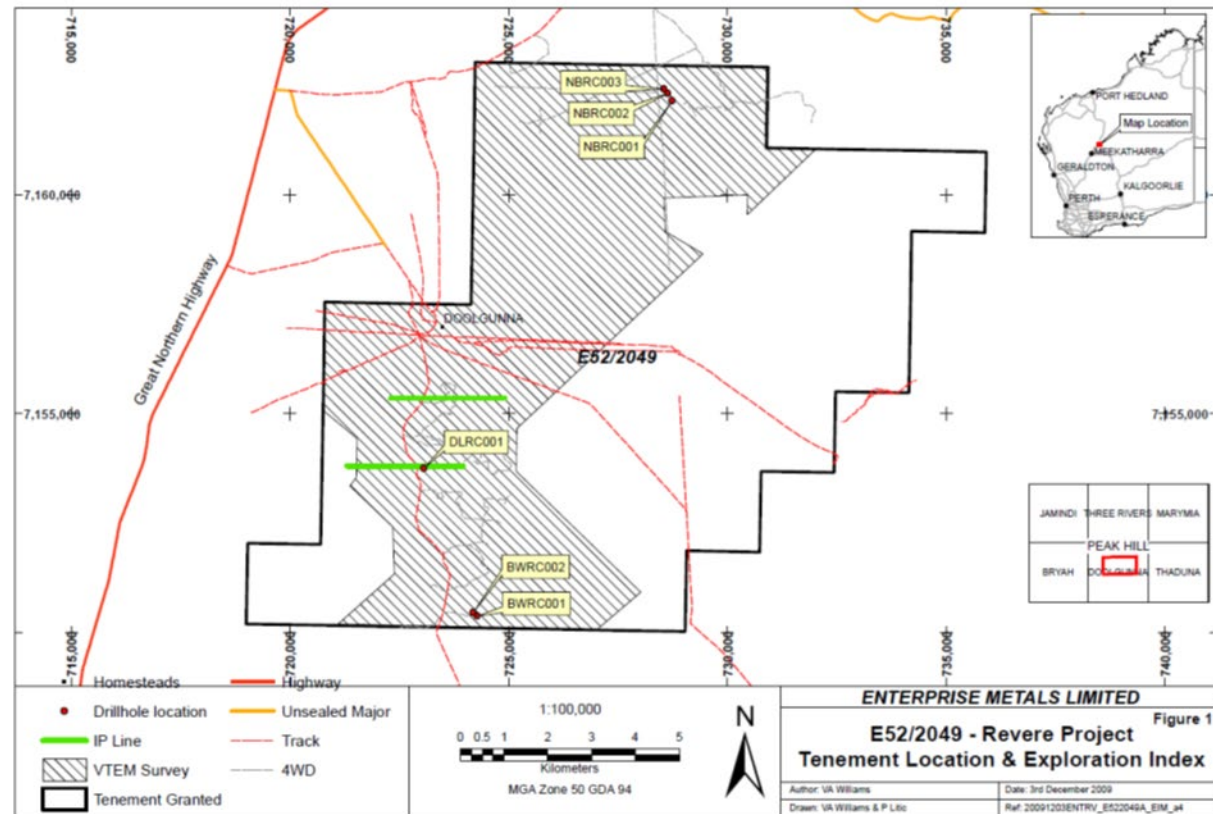 715,000
720,000
725,000
730,000
735,000
NBRC003
NBRC002
NBRC001
PORT HEDLAND
Map Location
MEEKATHARRA
GERALDTON
KALGOORLIE
PERTH
ESPERANCE
7,160,000
Great Northern Highway
DOOLGUNNA
E52/2049
7,155,000
7,155,000
DLRC001
JAMINDI
THREE RIVERS
MARYMIA
PEAK HILL
BRYAH
DOOLGUNNA
THADUNA
BWRC002
BWRC001
715,000
720,000
725,000
730,000
735,000
740,000
Homesteads
Highway
Drillhole location
Unsealed Major
IP Line
Track
VTEM Survey
4WD
Tenement Granted
1:100,000
0 0.5 1 2 3 4 5
Kilometers
MGA Zone 50 GDA 94
N
ENTERPRISE METALS LIMITED
Figure 1
E52/2049 - Revere Project
Tenement Location & Exploration Index
Author: VA Williams
Date: 3rd December 2009
Drawn: VA Williams & P Litic
Ref: 20091203ENTRV_E522049A_EIM_a4